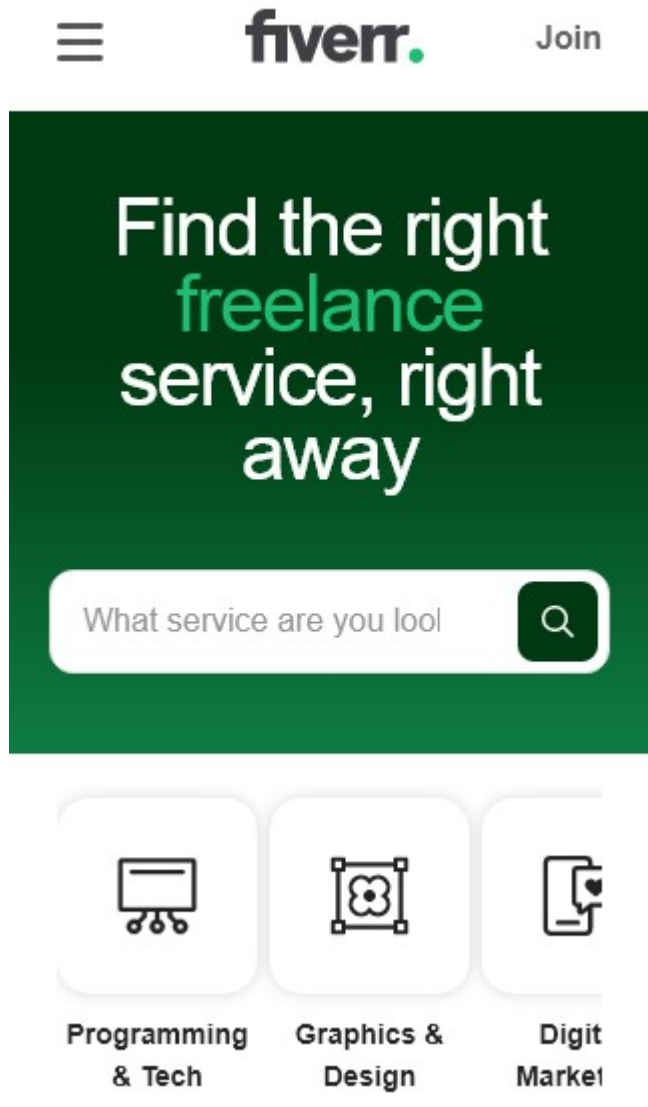 fiverr.
Join
Find the right
freelance
service, right
away
What service are you lool
Programming
& Tech
Graphics &
Design
Digit
Market